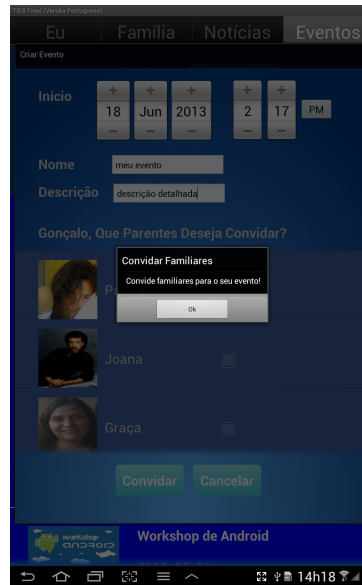 TIES Final (Versão Portuguesa)
Eu Família Notícias Eventos
Criar Evento
Início
+ + + + +
18 Jun 2013 2 17 PM
– – – – –
Nome meu evento
Descrição descrição detalhada
Gonçalo, Que Parentes Deseja Convidar?
Convidar Familiares
Convide familiares para o seu evento!
Ok
Joana
Graça
Convidar Cancelar
workshop
ANDROID
Workshop de Android
14h18